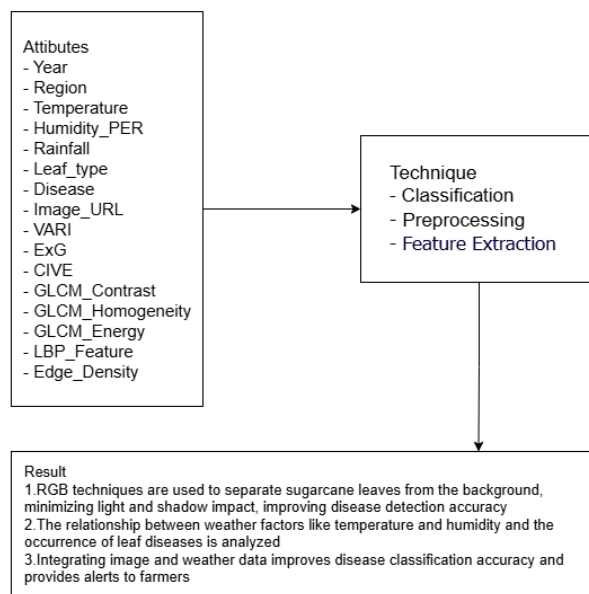 Attibutes
- Year
- Region
- Temperature
- Humidity_PER
- Rainfall
- Leaf_type
- Disease
- Image_URL
- VARI
- ExG
- CIVE
- GLCM_Contrast
- GLCM_Homogeneity
- GLCM_Energy
- LBP_Feature
- Edge_Density
Technique
- Classification
- Preprocessing
- Feature Extraction
Result
1.RGB techniques are used to separate sugarcane leaves from the background,
minimizing light and shadow impact, improving disease detection accuracy
2.The relationship between weather factors like temperature and humidity and the
occurrence of leaf diseases is analyzed
3.Integrating image and weather data improves disease classification accuracy and
provides alerts to farmers